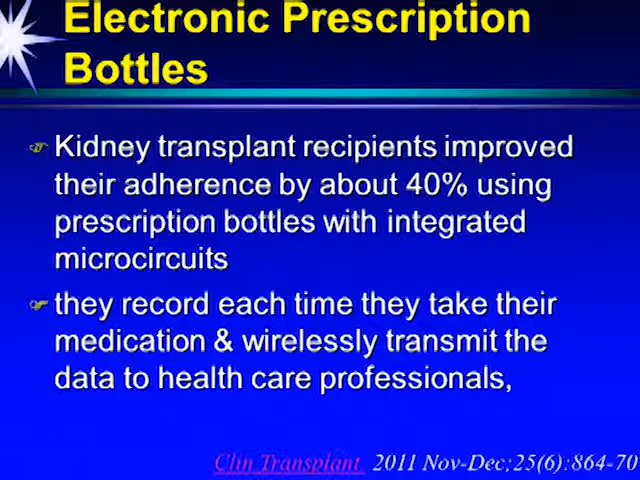 Electronic Prescription
Bottles
Kidney transplant recipients improved
their adherence by about 40% using
prescription bottles with integrated
microcircuits
they record each time they take their
medication & wirelessly transmit the
data to health care professionals,
Clin Transplant 2011 Nov-Dec;25(6):864-70